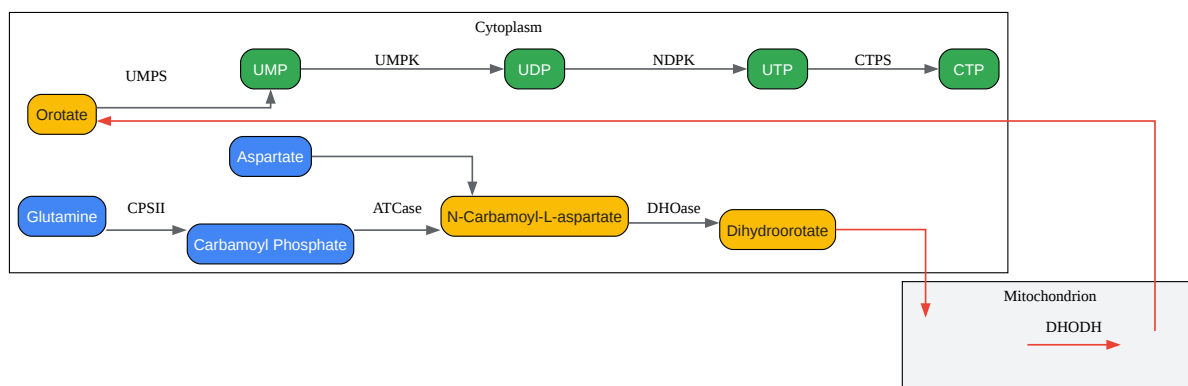 Cytoplasm
UMPS
UMP
UMPK
UDP
NDPK
UTP
CTPS
CTP
Orotate
Aspartate
Glutamine
CPSII
Carbamoyl Phosphate
ATCase
N-Carbamoyl-L-aspartate
DHOase
Dihydroorotate
Mitochondrion
DHODH